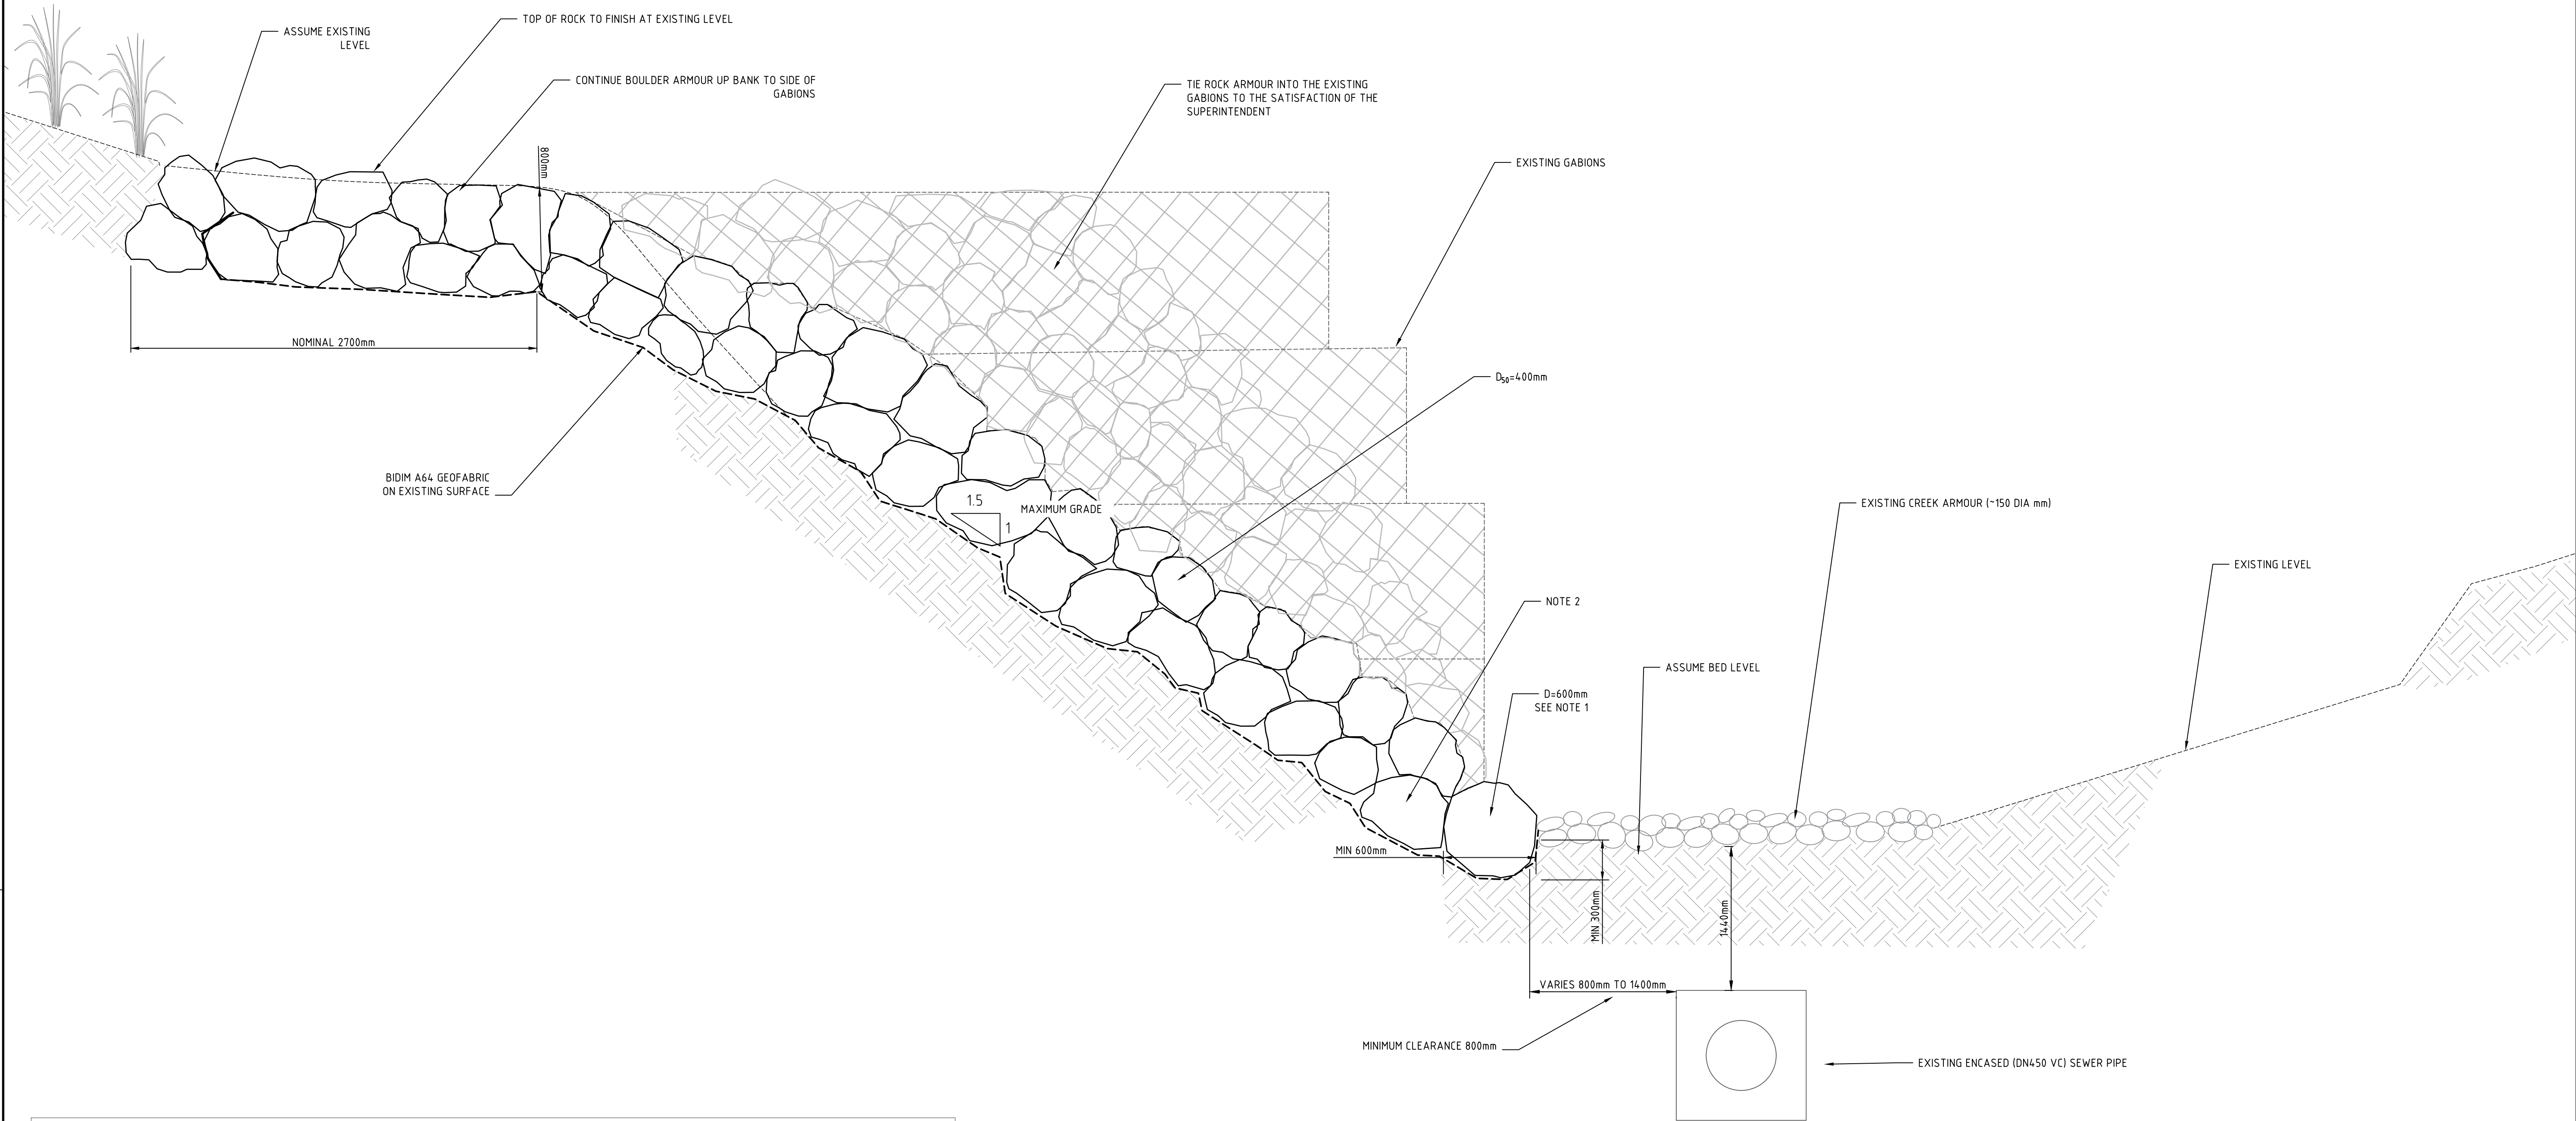 TOP OF ROCK TO FINISH AT EXISTING LEVEL
ASSUME EXISTING
LEVEL
CONTINUE BOULDER ARMOUR UP BANK TO SIDE OF
GABIONS
TIE ROCK ARMOUR INTO THE EXISTING
GABIONS TO THE SATISFACTION OF THE
SUPERINTENDENT
800mm
EXISTING GABIONS
NOMINAL 2700mm
D50=400mm
BIDIM A64 GEOFABRIC
ON EXISTING SURFACE
1.5
1
MAXIMUM GRADE
EXISTING CREEK ARMOUR (~150 DIA mm)
EXISTING LEVEL
NOTE 2
ASSUME BED LEVEL
D=600mm
SEE NOTE 1
MIN 600mm
MIN 300mm
1440mm
VARIES 800mm TO 1400mm
MINIMUM CLEARANCE 800mm
EXISTING ENCASED (DN450 VC) SEWER PIPE